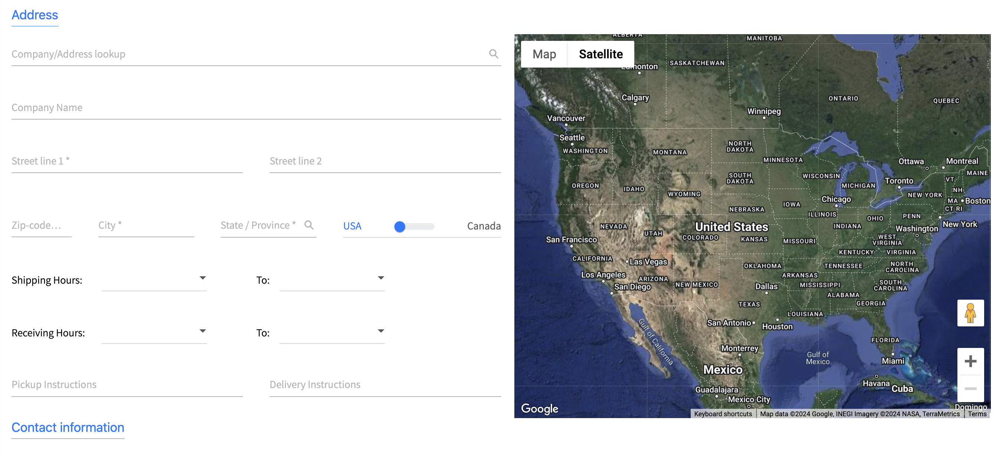 Address
Company/Address lookup
Company Name
Street line 1 *
Street line 2
Zip-code…
City *
State / Province *
USA
Canada
Shipping Hours:
To:
Receiving Hours:
To:
Pickup Instructions
Delivery Instructions
Contact information
Map
Satellite
ALBERTA
MANITOBA
SASKATCHEWAN
Edmonton
Calgary
ONTARIO
QUEBEC
Winnipeg
Vancouver
Seattle
WASHINGTON
MONTANA
NORTH
DAKOTA
MINNESOTA
Ottawa
Montreal
MAINE
OREGON
IDAHO
WYOMING
SOUTH
DAKOTA
WISCONSIN
MICHIGAN
Toronto
VT
NH
NEW YORK
MA
Boston
CT RI
Chicago
IOWA
NEBRASKA
ILLINOIS
INDIANA
OHIO
PENN
New York
Washington
NEVADA
UTAH
United States
COLORADO
KANSAS
MISSOURI
WEST
VIRGINIA
KENTUCKY
VIRGINIA
San Francisco
CALIFORNIA
Las Vegas
Los Angeles
ARIZONA
NEW MEXICO
San Diego
OKLAHOMA
ARKANSAS
TENNESSEE
NORTH
CAROLINA
SOUTH
CAROLINA
MISSISSIPPI
ALABAMA
GEORGIA
Dallas
TEXAS
LOUISIANA
San Antonio
Houston
FLORIDA
Miami
Gulf of California
Monterrey
Gulf of
Mexico
Mexico
Havana
Cuba
Guadalajara
Mexico City
Domingo
Google
Keyboard shortcuts
Map data ©2024 Google, INEGI Imagery ©2024 NASA, TerraMetrics
Terms